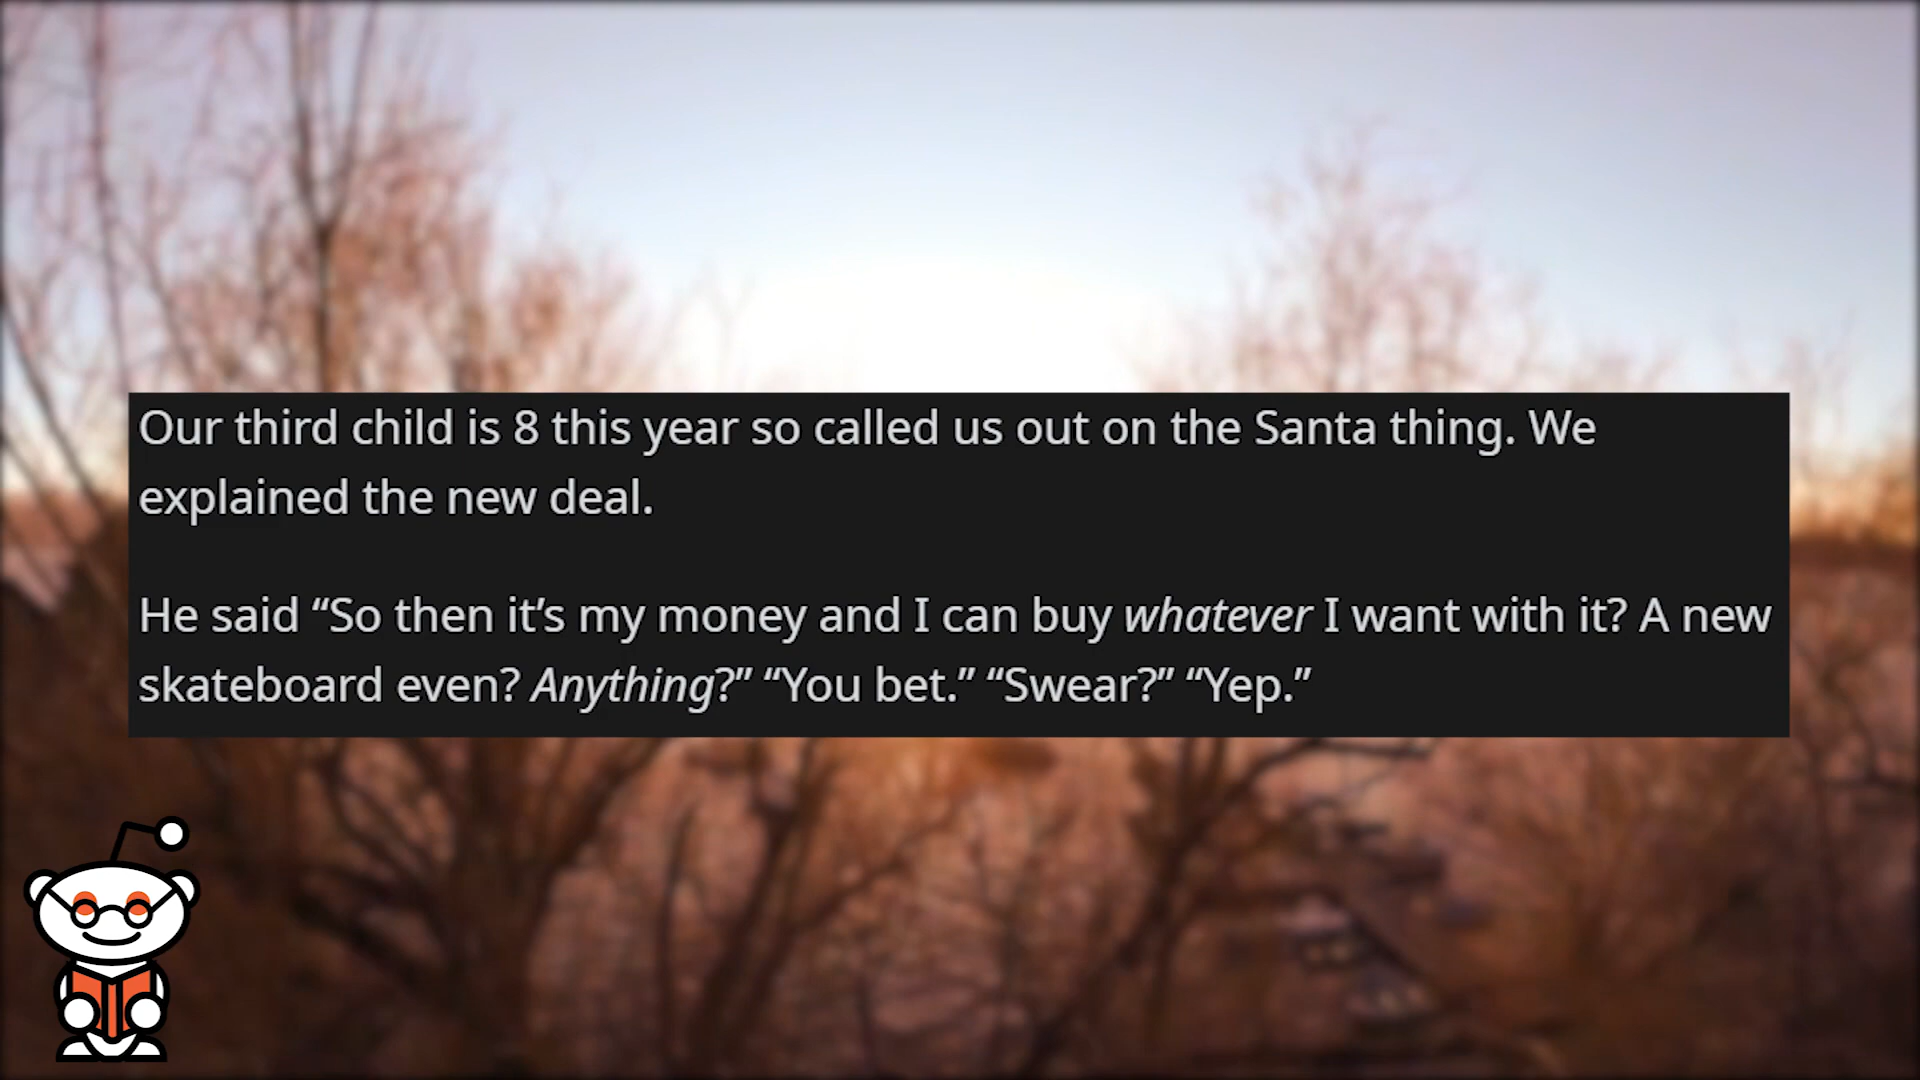 Our third child is 8 this year so called us out on the Santa thing. We
explained the new deal.
He said “So then it’s my money and I can buy whatever I want with it? A new
skateboard even? Anything?” “You bet.” “Swear?” “Yep.”